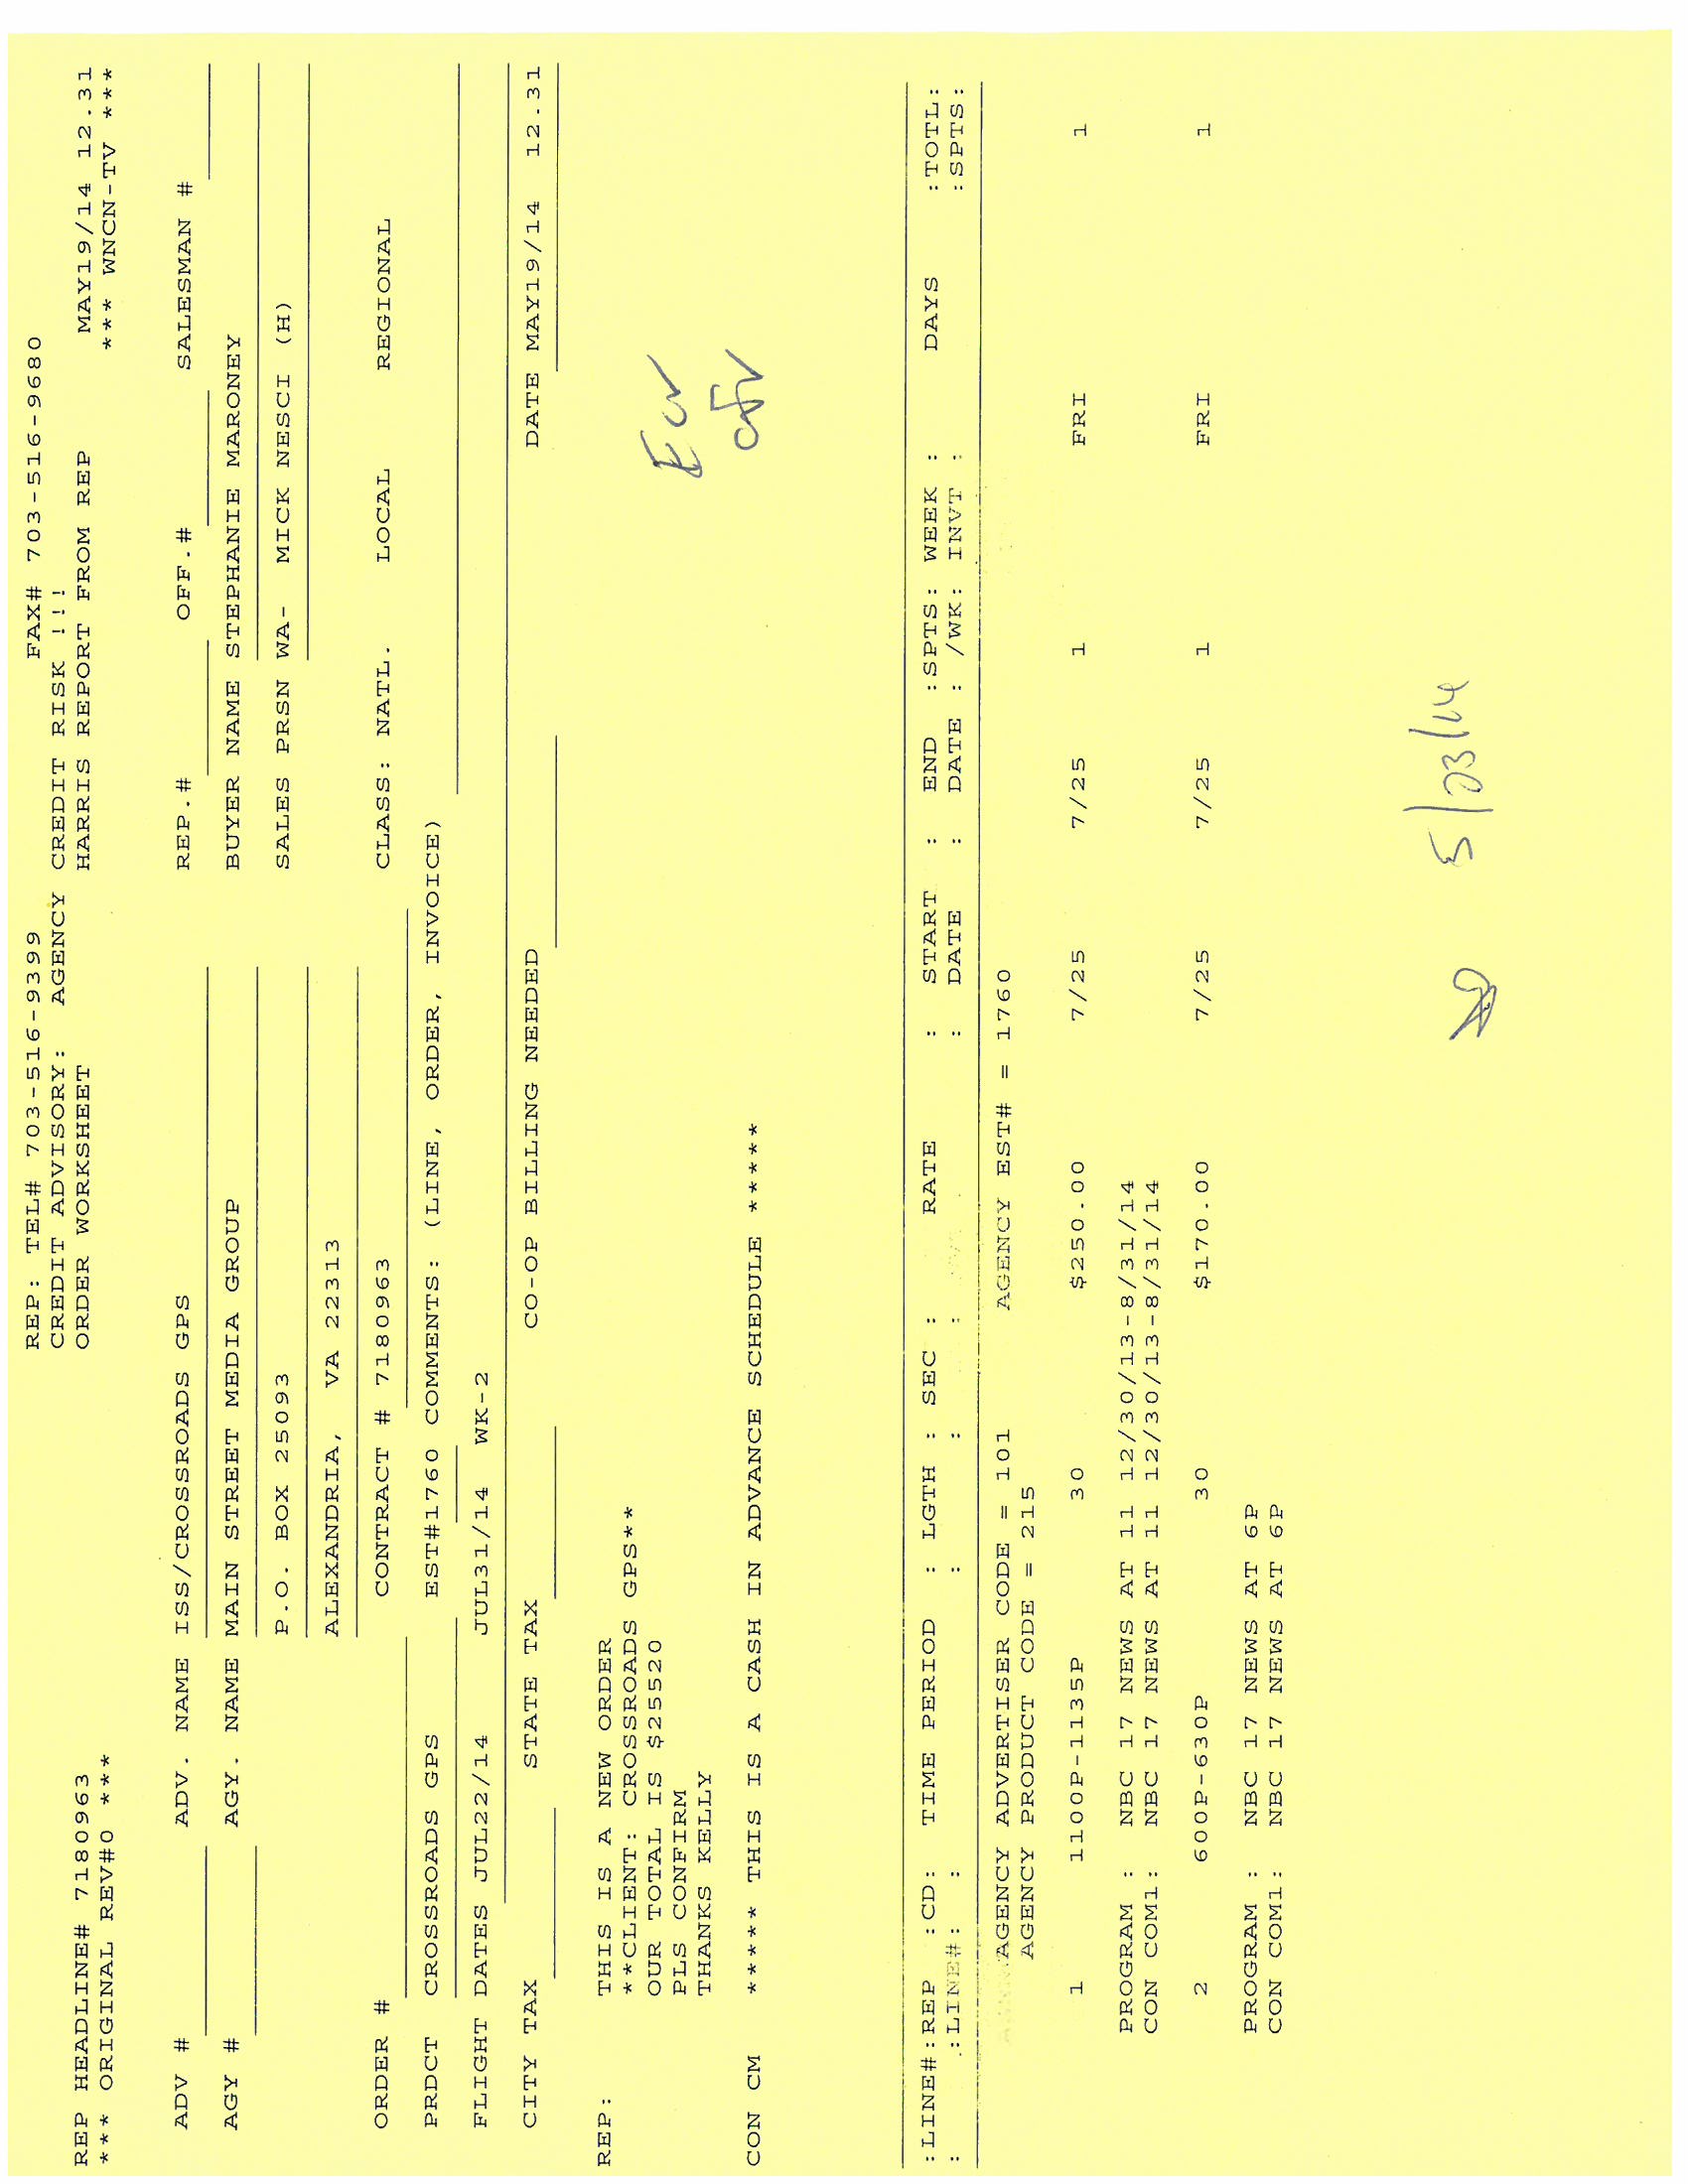 REP: TEL# 703-516-9399 FAX# 703-516-9680
CREDIT ADVISORY: AGENCY CREDIT RISK !!!
REP HEADLINE# 7180963 ORDER WORKSHEET HARRIS REPORT FROM REP MAY19/14 12.31
*** ORIGINAL REV#0 *** *** WNCN-TV ***
ADV # ADV. NAME ISS/CROSSROADS GPS REP.# OFF.# SALESMAN #
AGY # AGY. NAME MAIN STREET MEDIA GROUP BUYER NAME STEPHANIE MARONEY
P.O. BOX 25093 SALES PRSN WA- MICK NESCI (H)
ALEXANDRIA, VA 22313
ORDER # CONTRACT # 7180963 CLASS: NATL. LOCAL REGIONAL
PRDCT CROSSROADS GPS EST#1760 COMMENTS: (LINE, ORDER, INVOICE)
FLIGHT DATES JUL22/14 JUL31/14 WK-2
CITY TAX STATE TAX CO-OP BILLING NEEDED DATE MAY19/14 12.31
REP: THIS IS A NEW ORDER
**CLIENT: CROSSROADS GPS**
OUR TOTAL IS $25520
PLS CONFIRM
THANKS KELLY
CON CM ***** THIS IS A CASH IN ADVANCE SCHEDULE *****
:LINE#:REP :CD: TIME PERIOD : LGTH : SEC : RATE : START : END :SPTS: WEEK : DAYS :TOTL:
: :LINE#: : : : : DATE : DATE : /WK: INVT : :SPTS:
AGENCY ADVERTISER CODE = 101 AGENCY EST# = 1760
AGENCY PRODUCT CODE = 215
1 1100P-1135P 30 $250.00 7/25 7/25 1 FRI 1
PROGRAM : NBC 17 NEWS AT 11 12/30/13-8/31/14
CON COM1: NBC 17 NEWS AT 11 12/30/13-8/31/14
2 600P-630P 30 $170.00 7/25 7/25 1 FRI 1
PROGRAM : NBC 17 NEWS AT 6P
CON COM1: NBC 17 NEWS AT 6P
5/23/14